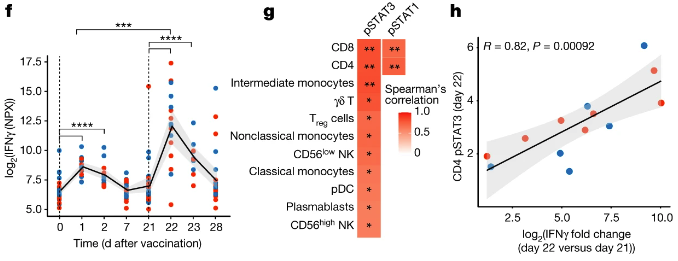 f
***
****
****
17.5
15.0
12.5
10.0
7.5
5.0
log2(IFNγ (NPX))
0 1 2 7 21 22 23 28
Time (d after vaccination)
g
pSTAT3
pSTAT1
CD8 ** **
CD4 ** **
Intermediate monocytes **
γδ T *
Treg cells *
Nonclassical monocytes *
CD56low NK *
Classical monocytes *
pDC *
Plasmablasts *
CD56high NK *
Spearman's
correlation
1.0
0.5
0
h
R = 0.82, P = 0.00092
6
4
2
CD4 pSTAT3 (day 22)
2.5 5.0 7.5 10.0
log2(IFNγ fold change
(day 22 versus day 21))